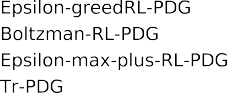 Epsilon-greedRL-PDG
Boltzman-RL-PDG
Epsilon-max-plus-RL-PDG
Tr-PDG